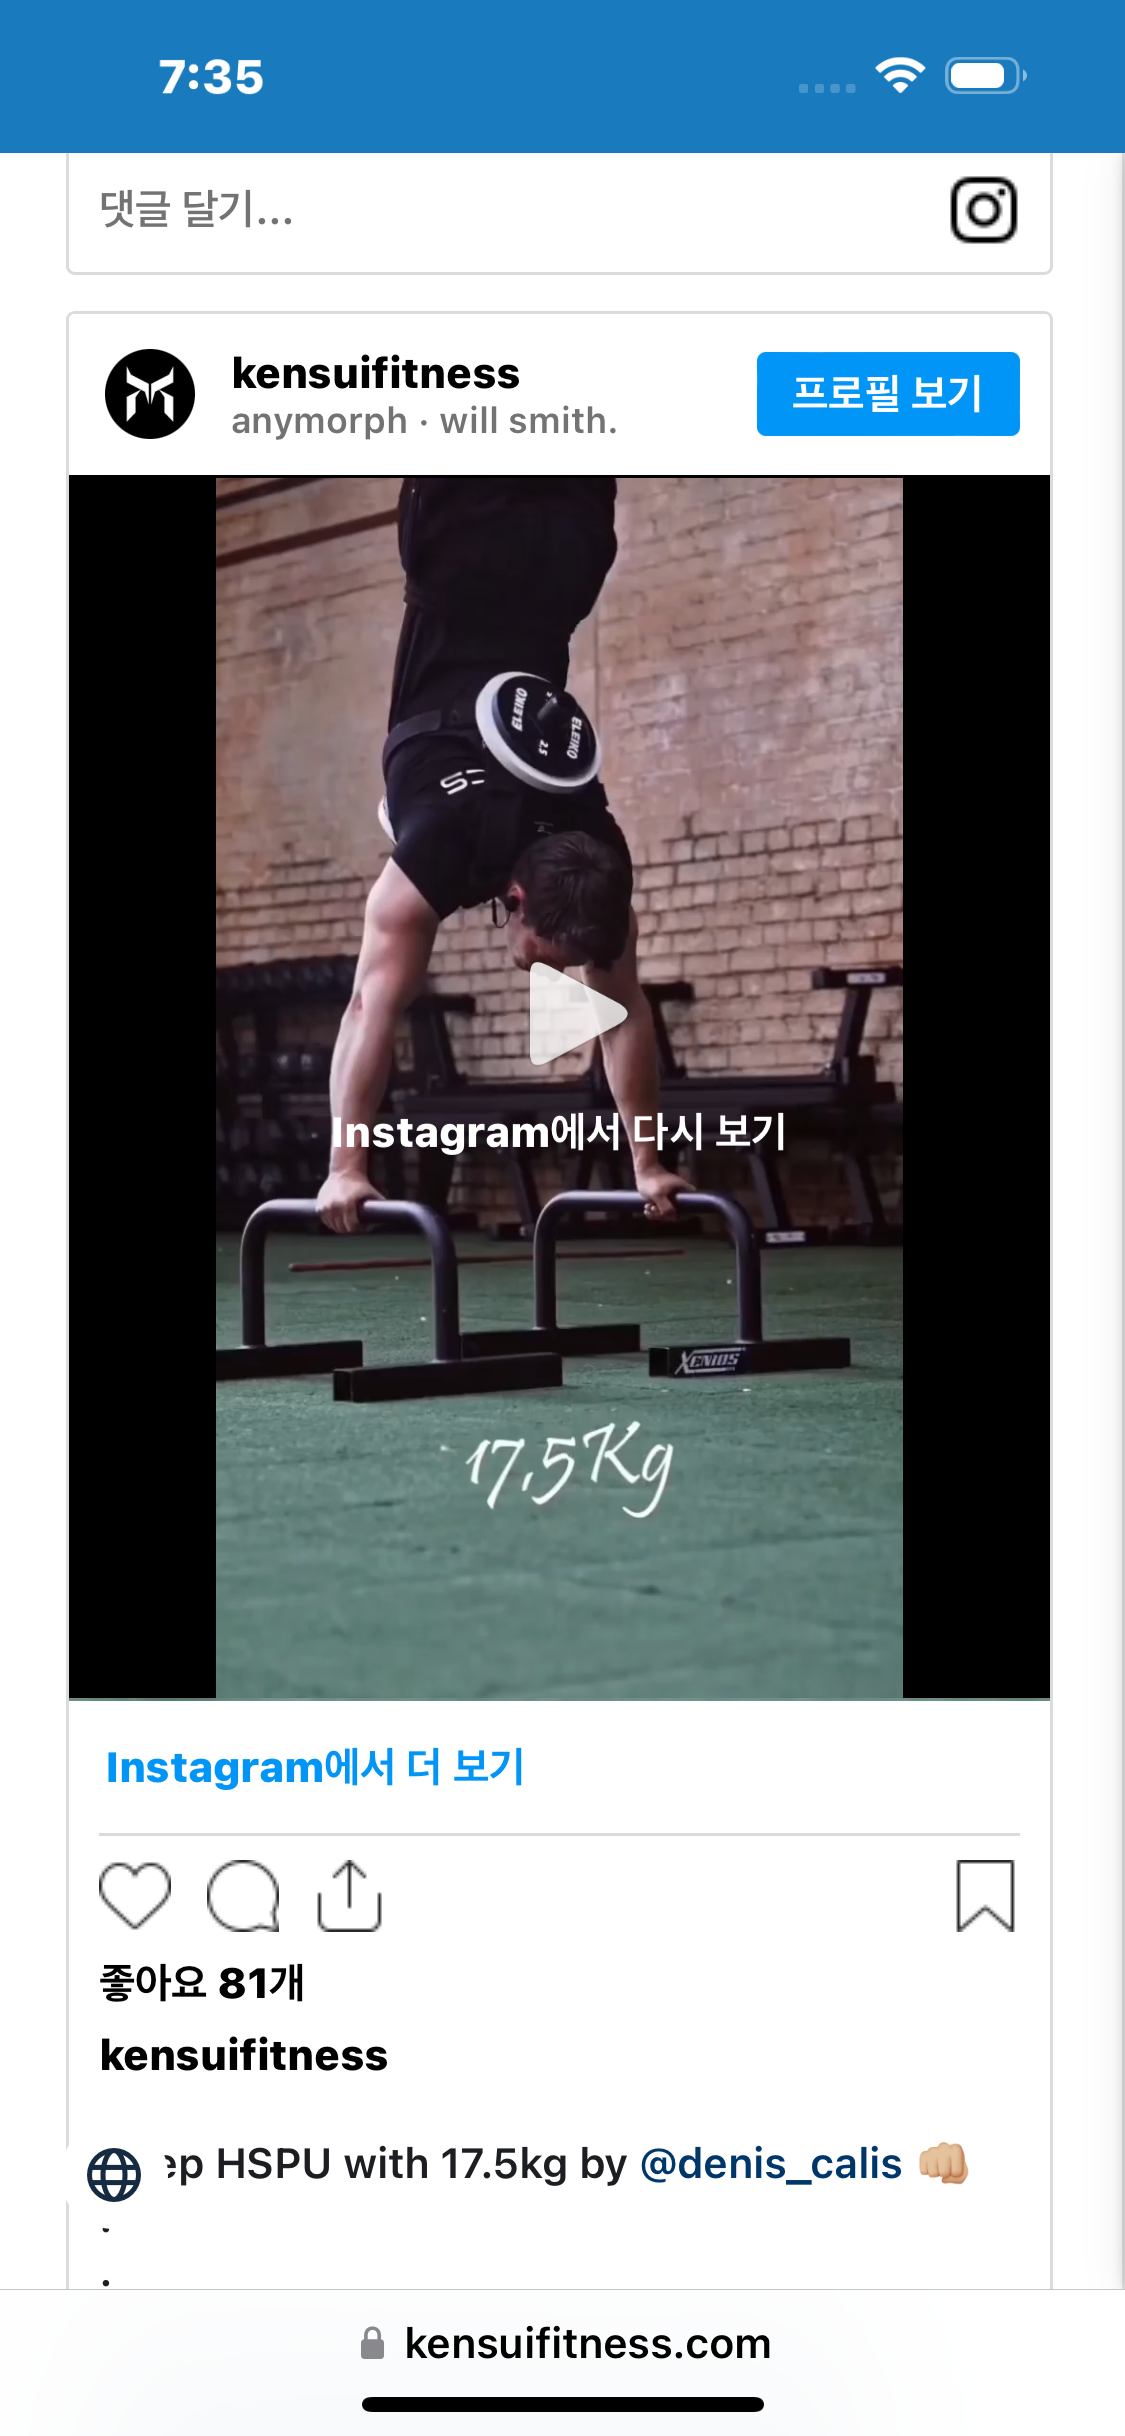 7:35
댓글 달기...
kensuifitness
anymorph · will smith.
프로필 보기
ELEIKO
ELEIKO
2.5
Instagram에서 다시 보기
XENIOS
17,5Kg
Instagram에서 더 보기
좋아요 81개
kensuifitness
ep HSPU with 17.5kg by @denis_calis 👊🏼
.
.
kensuifitness.com